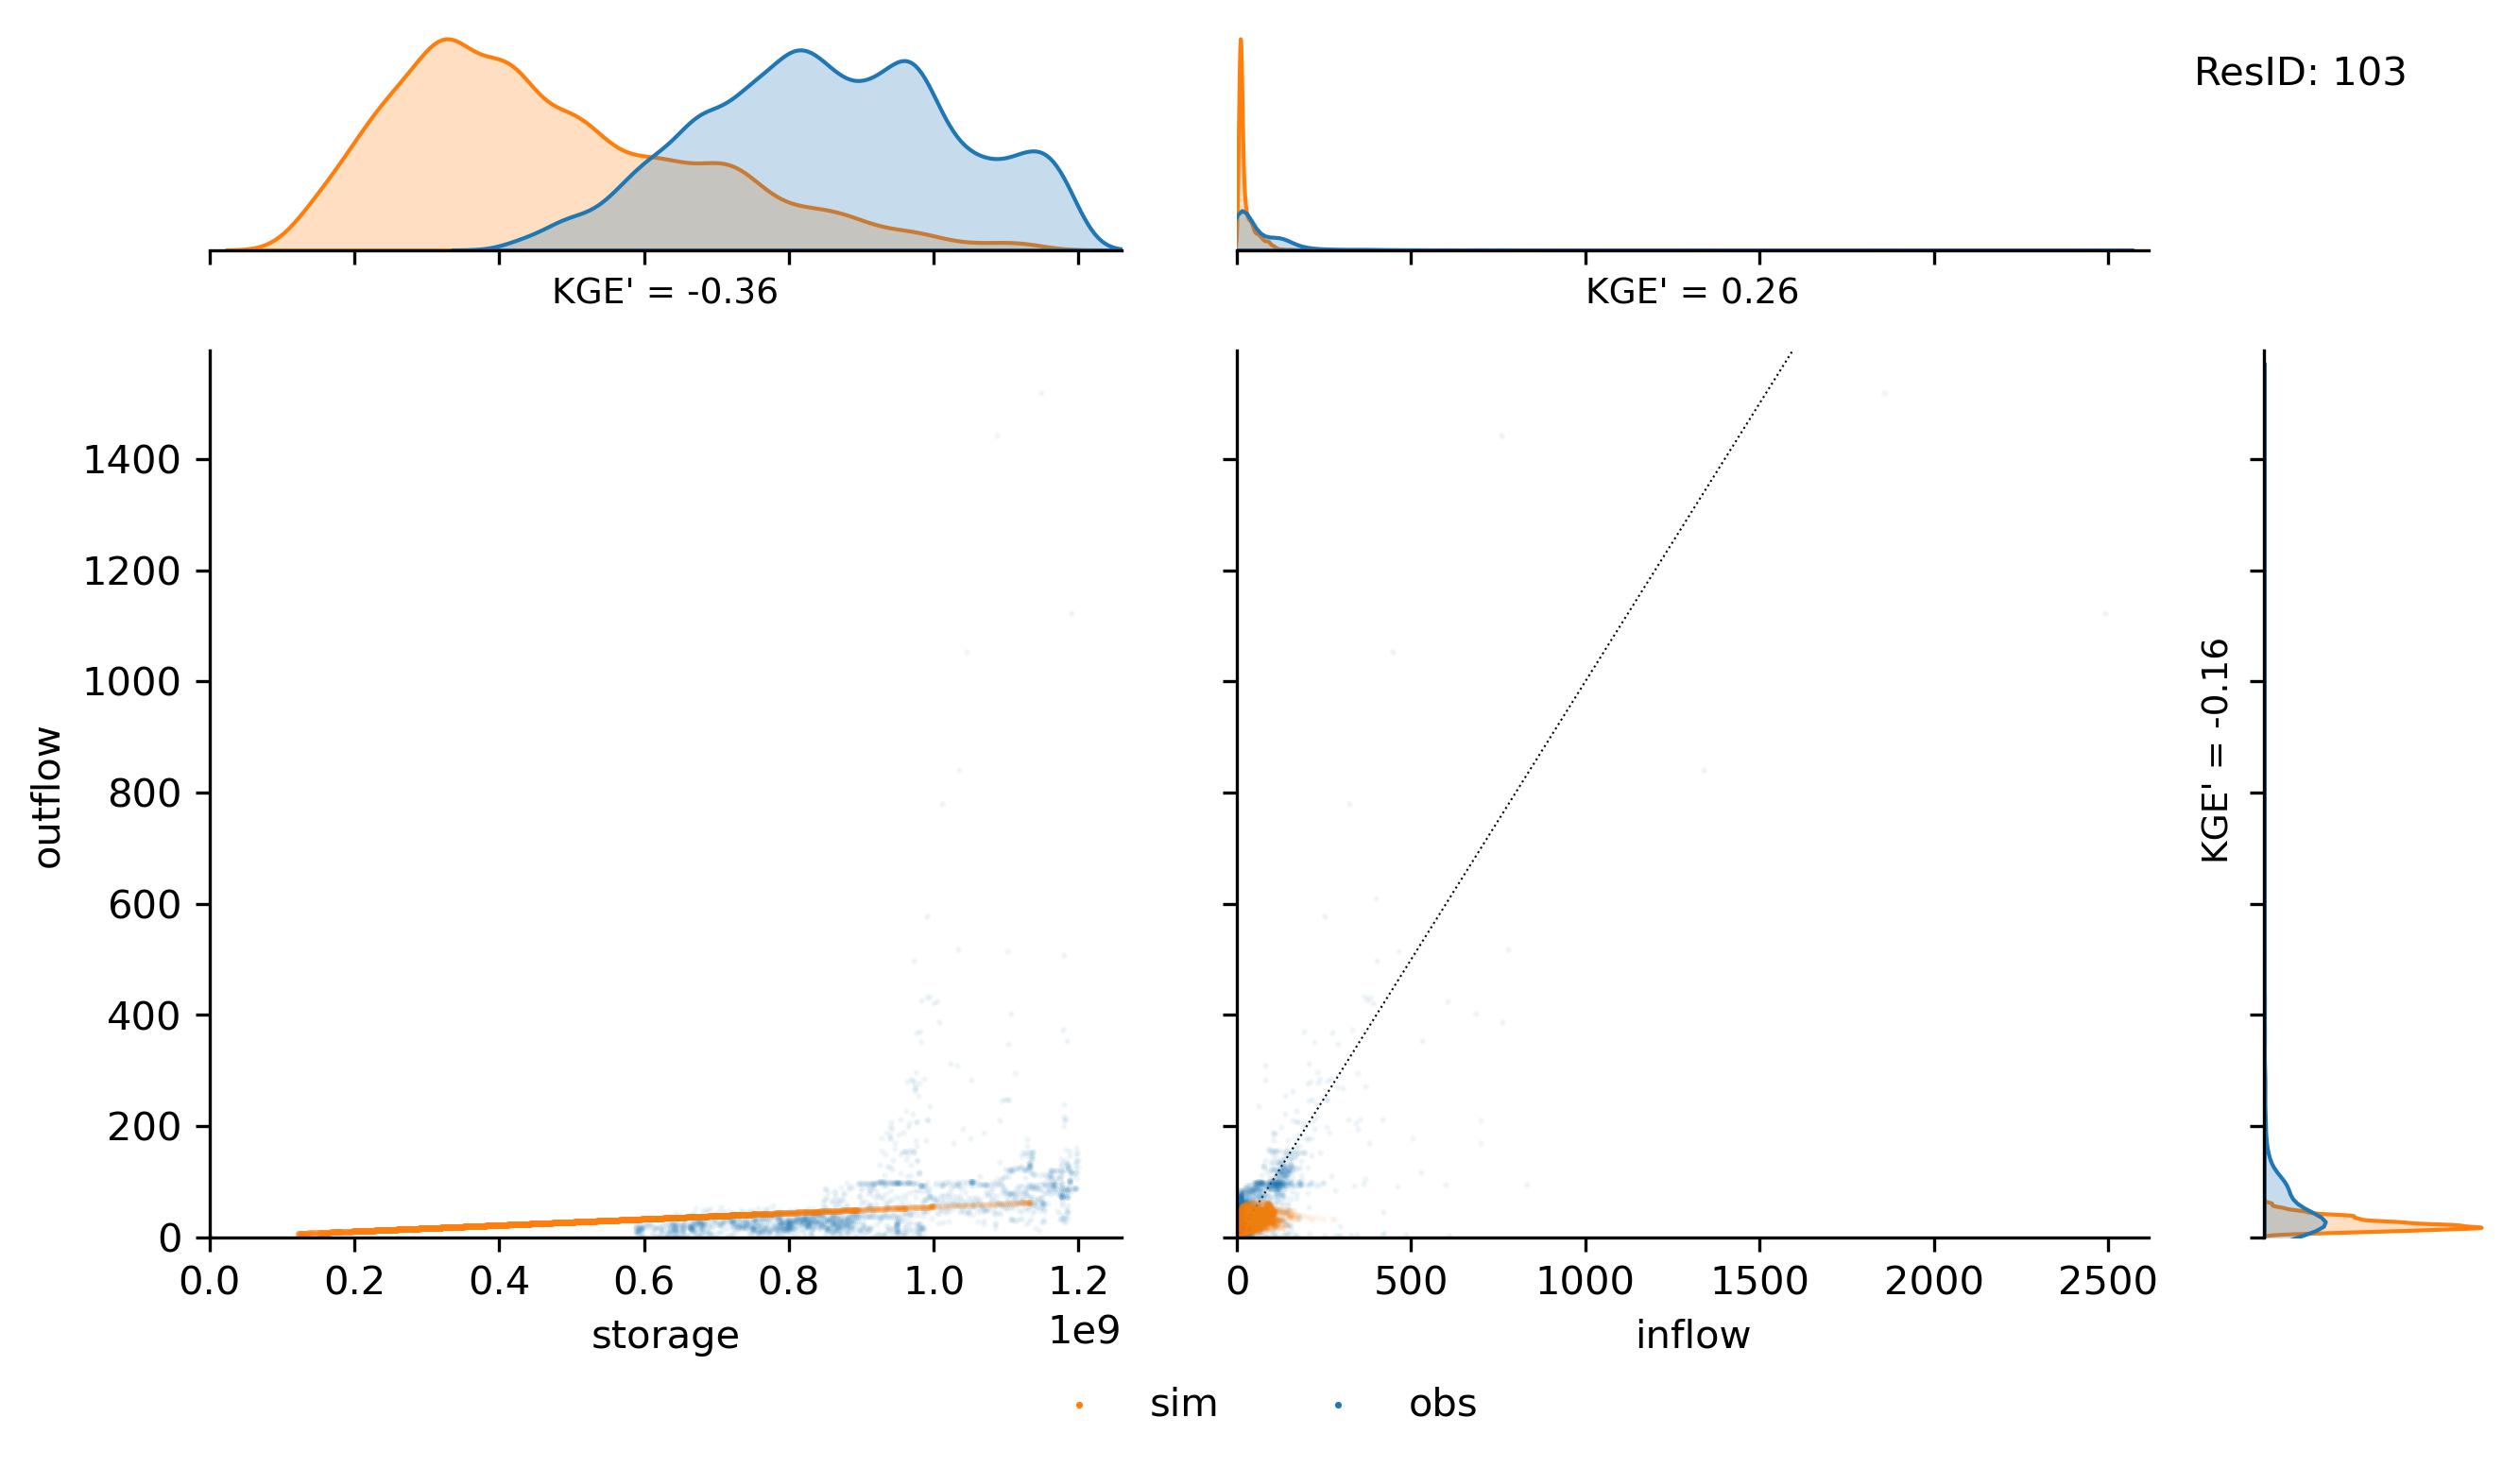 ResID: 103
KGE' = -0.36
KGE' = 0.26
outflow
1400
1200
1000
800
600
400
200
0
KGE' = -0.16
0.0 0.2 0.4 0.6 0.8 1.0 1.2
1e9
storage
0 500 1000 1500 2000 2500
inflow
sim obs